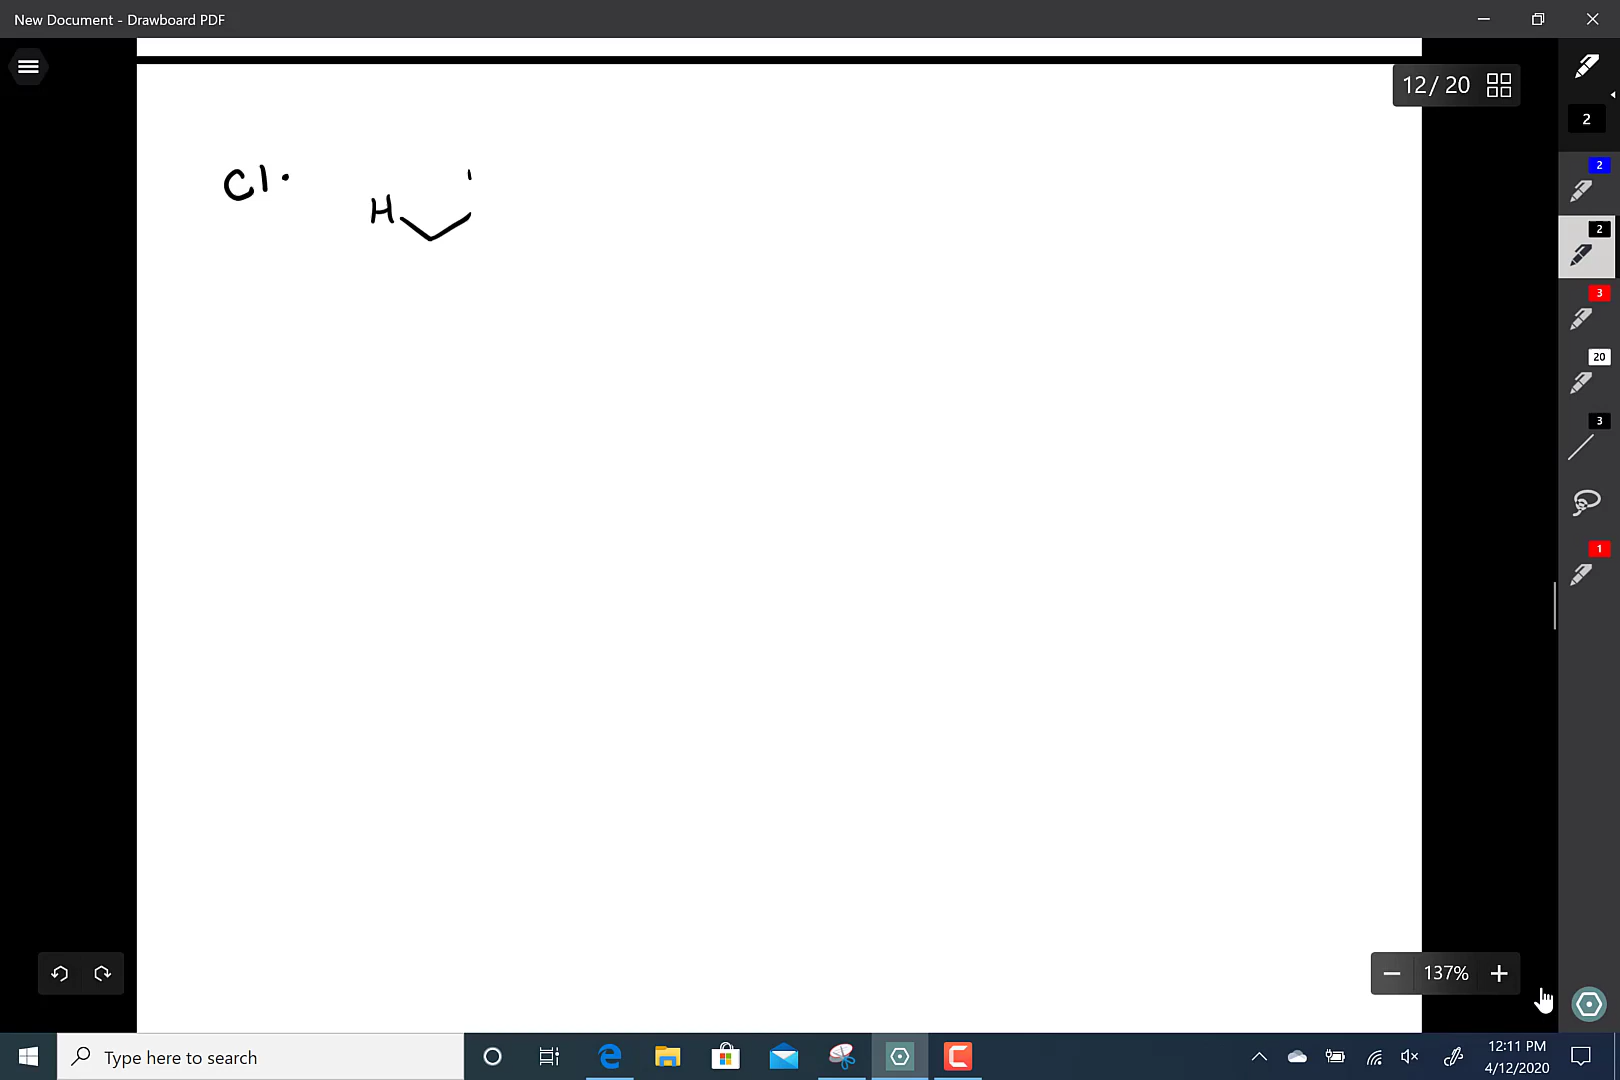 New Document - Drawboard PDF
12 / 20
2
2
Cl·
H
2
3
20
3
1
137%
Type here to search
12:11 PM
4/12/2020